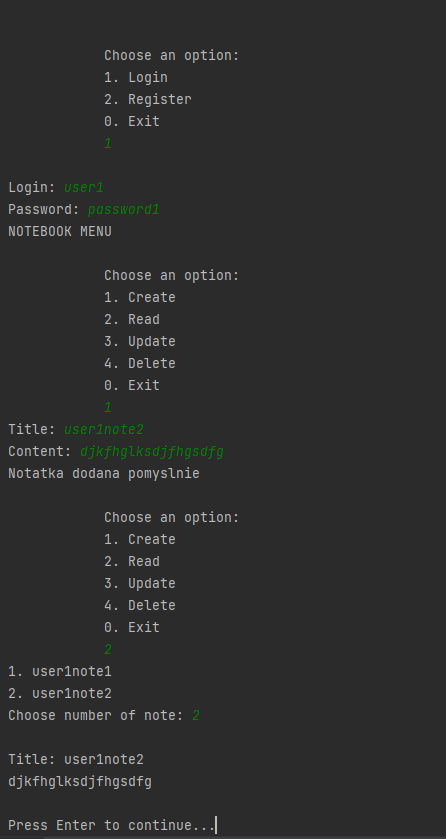 Choose an option:
1. Login
2. Register
0. Exit
1
Login: user1
Password: password1
NOTEBOOK MENU
Choose an option:
1. Create
2. Read
3. Update
4. Delete
0. Exit
1
Title: user1note2
Content: djkfhglksdjfhgsdfg
Notatka dodana pomyslnie
Choose an option:
1. Create
2. Read
3. Update
4. Delete
0. Exit
2
1. user1note1
2. user1note2
Choose number of note: 2
Title: user1note2
djkfhglksdjfhgsdfg
Press Enter to continue...